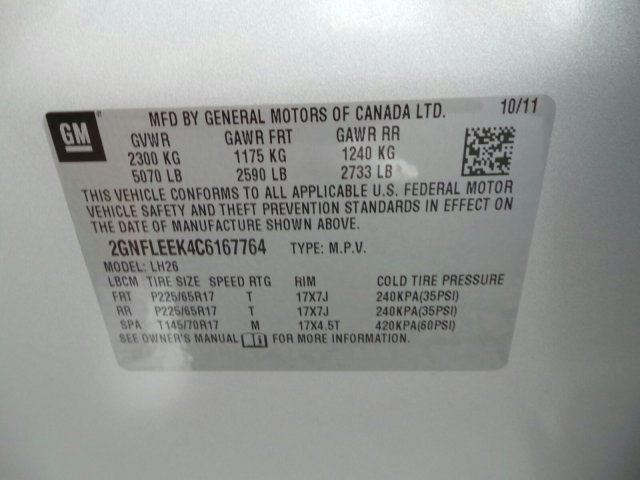 GM MFD BY GENERAL MOTORS OF CANADA LTD. 10/11
GVWR GAWR FRT GAWR RR
2300 KG 1175 KG 1240 KG
5070 LB 2590 LB 2733 LB
THIS VEHICLE CONFORMS TO ALL APPLICABLE U.S. FEDERAL MOTOR
VEHICLE SAFETY AND THEFT PREVENTION STANDARDS IN EFFECT ON
THE DATE OF MANUFACTURE SHOWN ABOVE.
2GNFLEEK4C6167764 TYPE: M.P.V.
MODEL: LH26
LBCM TIRE SIZE SPEED RTG RIM COLD TIRE PRESSURE
FRT P225/65R17 T 17X7J 240KPA(35PSI)
RR P225/65R17 T 17X7J 240KPA(35PSI)
SPA T145/70R17 M 17X4.5T 420KPA(60PSI)
SEE OWNER'S MANUAL FOR MORE INFORMATION.